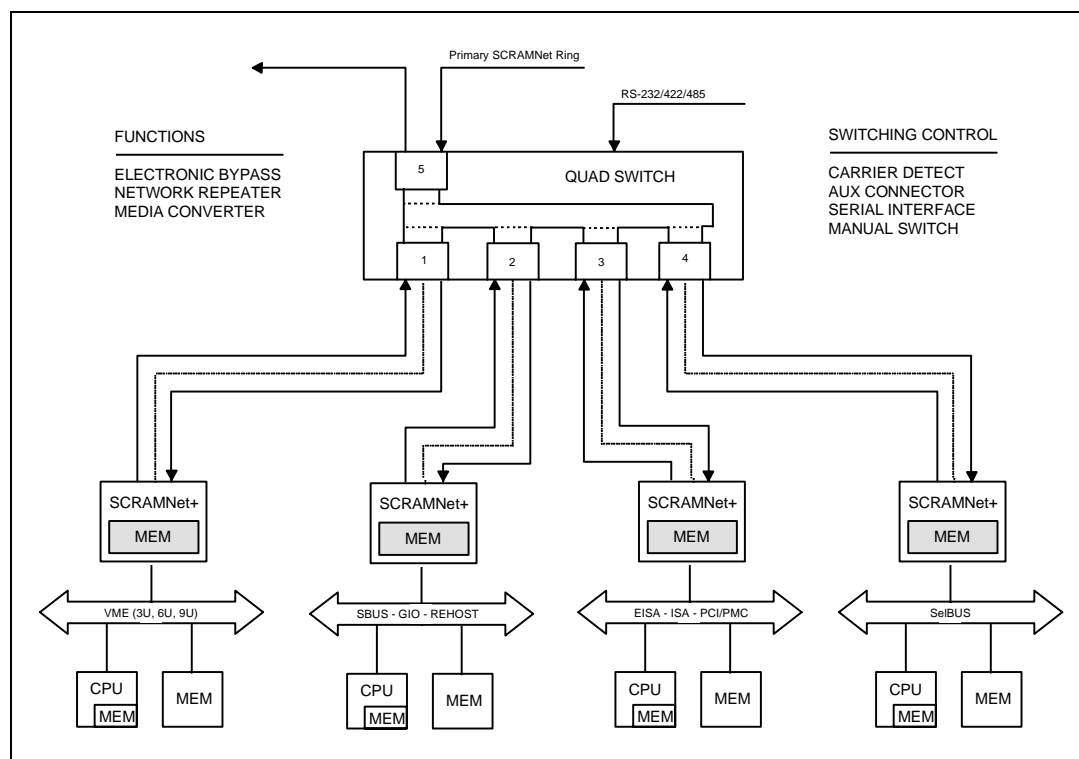 Primary SCRAMNet Ring
RS-232/422/485
FUNCTIONS
ELECTRONIC BYPASS
NETWORK REPEATER
MEDIA CONVERTER
SWITCHING CONTROL
CARRIER DETECT
AUX CONNECTOR
SERIAL INTERFACE
MANUAL SWITCH
5
QUAD SWITCH
1
2
3
4
SCRAMNet+
MEM
SCRAMNet+
MEM
SCRAMNet+
MEM
SCRAMNet+
MEM
VME (3U, 6U, 9U)
SBUS - GIO - REHOST
EISA - ISA - PCI/PMC
SelBUS
CPU
MEM
MEM
CPU
MEM
MEM
CPU
MEM
MEM
CPU
MEM
MEM